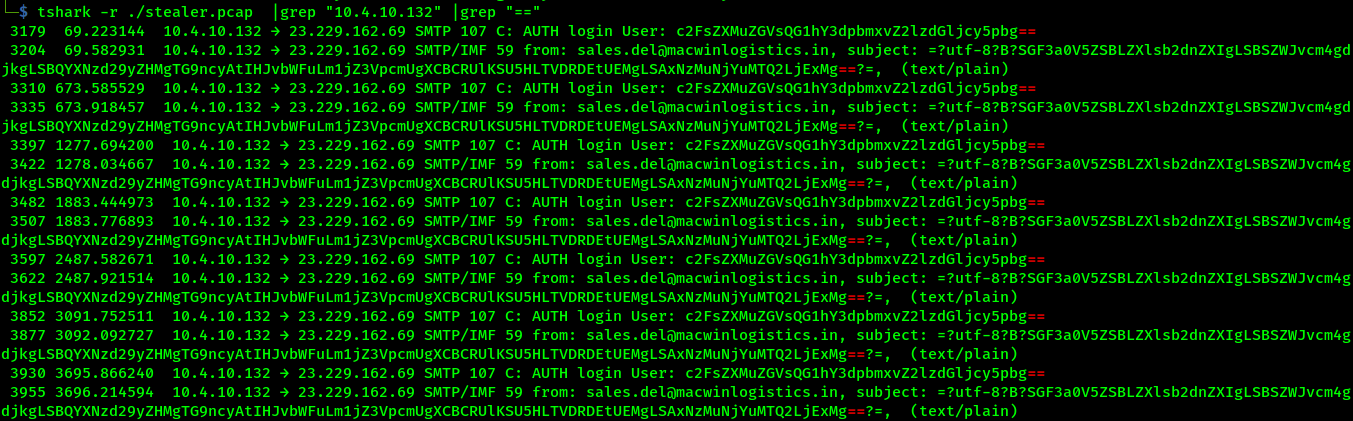 └─$ tshark -r ./stealer.pcap  |grep "10.4.10.132" |grep "=="
 3179  69.223144  10.4.10.132 → 23.229.162.69 SMTP 107 C: AUTH login User: c2FsZXMuZGVsQG1hY3dpbmxvZ2lzdGljcy5pbg==
 3204  69.582931  10.4.10.132 → 23.229.162.69 SMTP/IMF 59 from: sales.del@macwinlogistics.in, subject: =?utf-8?B?SGF3a0V5ZSBLZXlsb2dnZXIgLSBSZWJvcm4gd
jkgLSBQYXNzd29yZHMgTG9ncyAtIHJvbWFuLm1jZ3VpcmUgXCBCRUlKSU5HLTVDRDEtUEMgLSAxNzMuNjYuMTQ2LjExMg==?=,  (text/plain)
 3310 673.585529  10.4.10.132 → 23.229.162.69 SMTP 107 C: AUTH login User: c2FsZXMuZGVsQG1hY3dpbmxvZ2lzdGljcy5pbg==
 3335 673.918457  10.4.10.132 → 23.229.162.69 SMTP/IMF 59 from: sales.del@macwinlogistics.in, subject: =?utf-8?B?SGF3a0V5ZSBLZXlsb2dnZXIgLSBSZWJvcm4gd
jkgLSBQYXNzd29yZHMgTG9ncyAtIHJvbWFuLm1jZ3VpcmUgXCBCRUlKSU5HLTVDRDEtUEMgLSAxNzMuNjYuMTQ2LjExMg==?=,  (text/plain)
 3397 1277.694200  10.4.10.132 → 23.229.162.69 SMTP 107 C: AUTH login User: c2FsZXMuZGVsQG1hY3dpbmxvZ2lzdGljcy5pbg==
 3422 1278.034667  10.4.10.132 → 23.229.162.69 SMTP/IMF 59 from: sales.del@macwinlogistics.in, subject: =?utf-8?B?SGF3a0V5ZSBLZXlsb2dnZXIgLSBSZWJvcm4g
djkgLSBQYXNzd29yZHMgTG9ncyAtIHJvbWFuLm1jZ3VpcmUgXCBCRUlKSU5HLTVDRDEtUEMgLSAxNzMuNjYuMTQ2LjExMg==?=,  (text/plain)
 3482 1883.444973  10.4.10.132 → 23.229.162.69 SMTP 107 C: AUTH login User: c2FsZXMuZGVsQG1hY3dpbmxvZ2lzdGljcy5pbg==
 3507 1883.776893  10.4.10.132 → 23.229.162.69 SMTP/IMF 59 from: sales.del@macwinlogistics.in, subject: =?utf-8?B?SGF3a0V5ZSBLZXlsb2dnZXIgLSBSZWJvcm4g
djkgLSBQYXNzd29yZHMgTG9ncyAtIHJvbWFuLm1jZ3VpcmUgXCBCRUlKSU5HLTVDRDEtUEMgLSAxNzMuNjYuMTQ2LjExMg==?=,  (text/plain)
 3597 2487.582671  10.4.10.132 → 23.229.162.69 SMTP 107 C: AUTH login User: c2FsZXMuZGVsQG1hY3dpbmxvZ2lzdGljcy5pbg==
 3622 2487.921514  10.4.10.132 → 23.229.162.69 SMTP/IMF 59 from: sales.del@macwinlogistics.in, subject: =?utf-8?B?SGF3a0V5ZSBLZXlsb2dnZXIgLSBSZWJvcm4g
djkgLSBQYXNzd29yZHMgTG9ncyAtIHJvbWFuLm1jZ3VpcmUgXCBCRUlKSU5HLTVDRDEtUEMgLSAxNzMuNjYuMTQ2LjExMg==?=,  (text/plain)
 3852 3091.752511  10.4.10.132 → 23.229.162.69 SMTP 107 C: AUTH login User: c2FsZXMuZGVsQG1hY3dpbmxvZ2lzdGljcy5pbg==
 3877 3092.092727  10.4.10.132 → 23.229.162.69 SMTP/IMF 59 from: sales.del@macwinlogistics.in, subject: =?utf-8?B?SGF3a0V5ZSBLZXlsb2dnZXIgLSBSZWJvcm4g
djkgLSBQYXNzd29yZHMgTG9ncyAtIHJvbWFuLm1jZ3VpcmUgXCBCRUlKSU5HLTVDRDEtUEMgLSAxNzMuNjYuMTQ2LjExMg==?=,  (text/plain)
 3930 3695.866240  10.4.10.132 → 23.229.162.69 SMTP 107 C: AUTH login User: c2FsZXMuZGVsQG1hY3dpbmxvZ2lzdGljcy5pbg==
 3955 3696.214594  10.4.10.132 → 23.229.162.69 SMTP/IMF 59 from: sales.del@macwinlogistics.in, subject: =?utf-8?B?SGF3a0V5ZSBLZXlsb2dnZXIgLSBSZWJvcm4g
djkgLSBQYXNzd29yZHMgTG9ncyAtIHJvbWFuLm1jZ3VpcmUgXCBCRUlKSU5HLTVDRDEtUEMgLSAxNzMuNjYuMTQ2LjExMg==?=,  (text/plain)